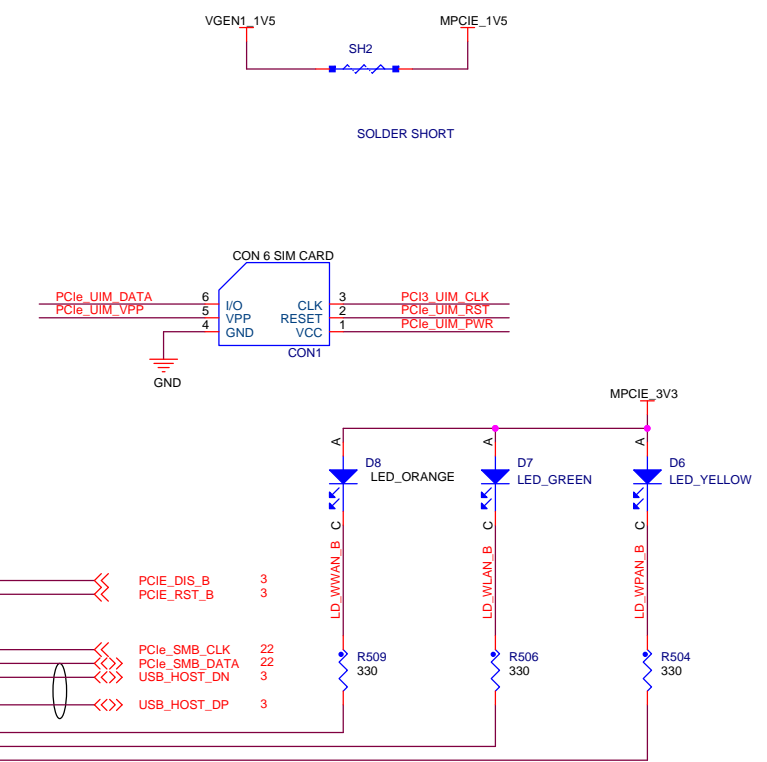 VGEN1_1V5 MPCIE_1V5
SH2
SOLDER SHORT
CON 6 SIM CARD
PCIe_UIM_DATA 6 I/O CLK 3 PCI3_UIM_CLK
PCIe_UIM_VPP 5 VPP RESET 2 PCIe_UIM_RST
4 GND VCC 1 PCIe_UIM_PWR
CON1
GND
MPCIE_3V3
A A A
D8 D7 D6
LED_ORANGE LED_GREEN LED_YELLOW
C C C
LD_WWAN_B LD_WLAN_B LD_WPAN_B
PCIE_DIS_B 3
PCIE_RST_B 3
PCIe_SMB_CLK 22
PCIe_SMB_DATA 22
USB_HOST_DN 3
USB_HOST_DP 3
R509 R506 R504
330 330 330